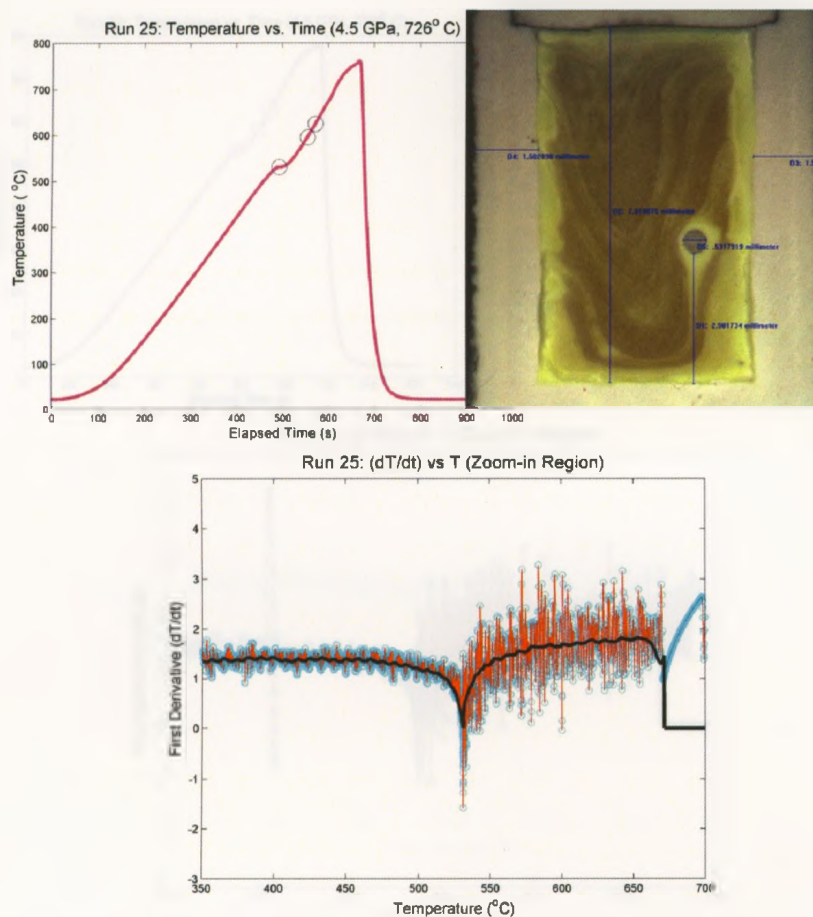 Run 25: Temperature vs. Time (4.5 GPa, 726° C)
800
700
600
500
400
300
200
100
0
Temperature ( °C)
0 100 200 300 400 500 600 700 800 900 1000
Elapsed Time (s)
millimeter
millimeter
millimeter
Run 25: (dT/dt) vs T (Zoom-in Region)
5
4
3
2
1
0
-1
-2
-3
First Derivative (dT/dt)
350 400 450 500 550 600 650 700
Temperature (°C)